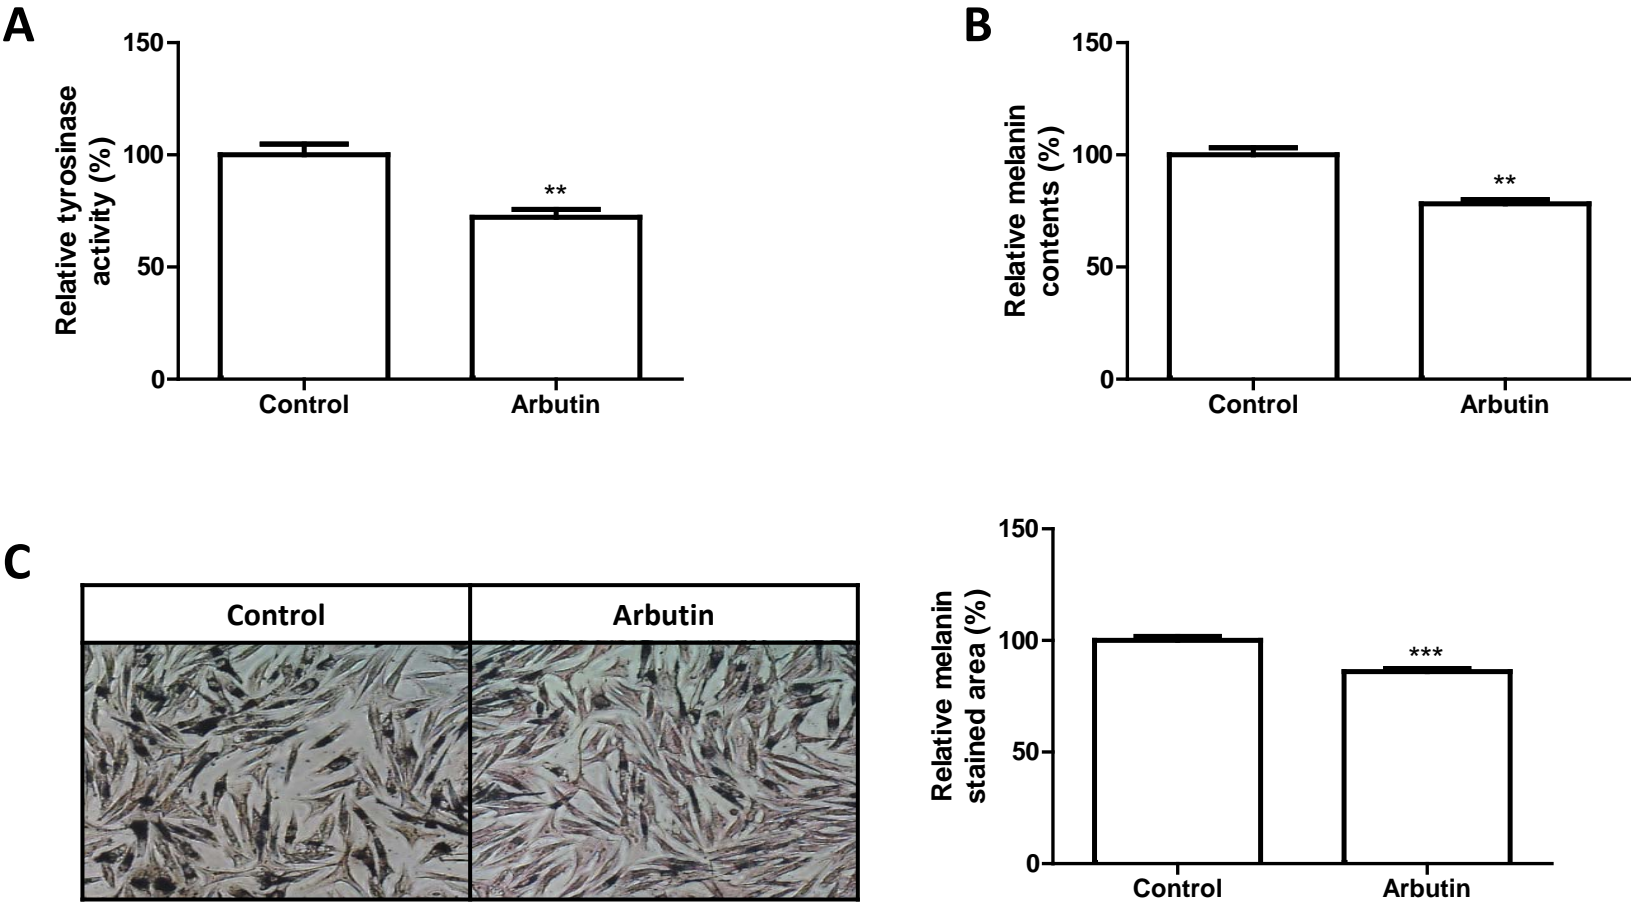 A
150
100
50
0
Relative tyrosinase
activity (%)
**
Control
Arbutin
B
150
100
50
0
Relative melanin
contents (%)
**
Control
Arbutin
C
Control
Arbutin
150
100
50
0
Relative melanin
stained area (%)
***
Control
Arbutin